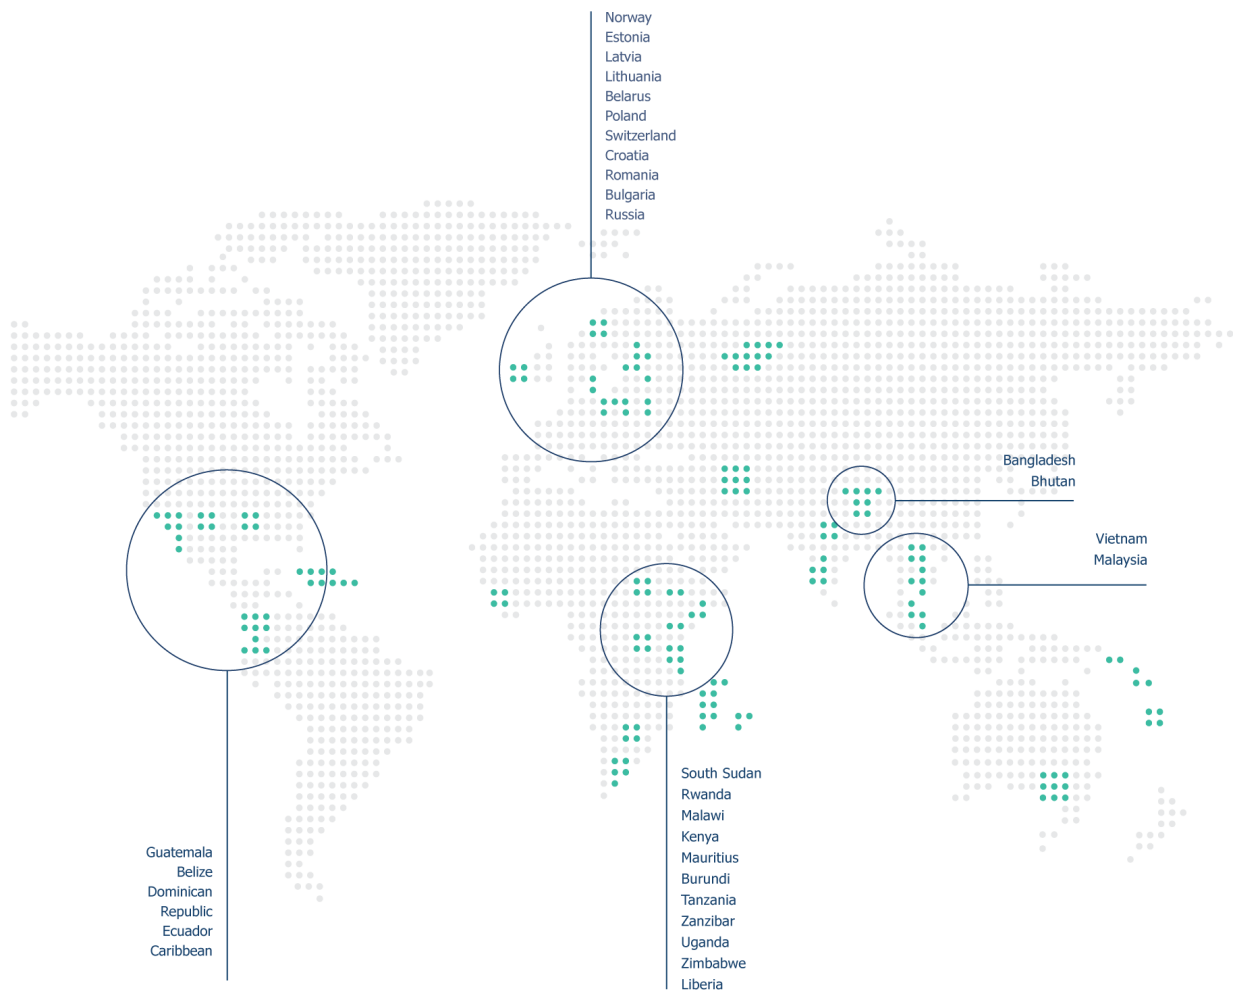 Norway
Estonia
Latvia
Lithuania
Belarus
Poland
Switzerland
Croatia
Romania
Bulgaria
Russia
Bangladesh
Bhutan
Vietnam
Malaysia
South Sudan
Rwanda
Malawi
Kenya
Mauritius
Burundi
Tanzania
Zanzibar
Uganda
Zimbabwe
Liberia
Guatemala
Belize
Dominican
Republic
Ecuador
Caribbean